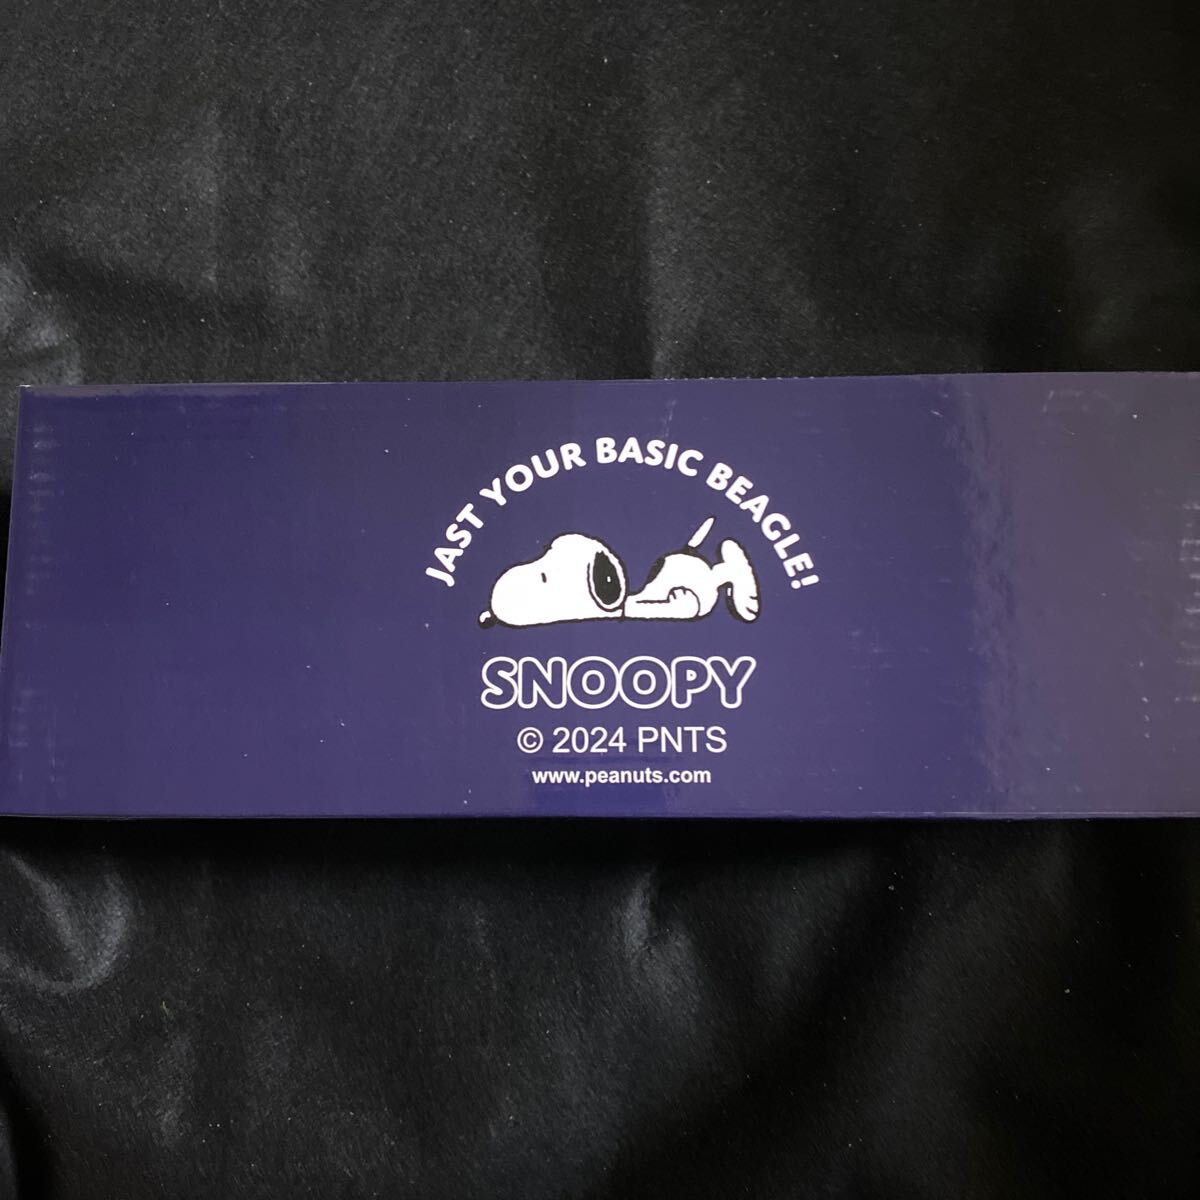 JAST YOUR BASIC BEAGLE!
SNOOPY
© 2024 PNTS
www.peanuts.com